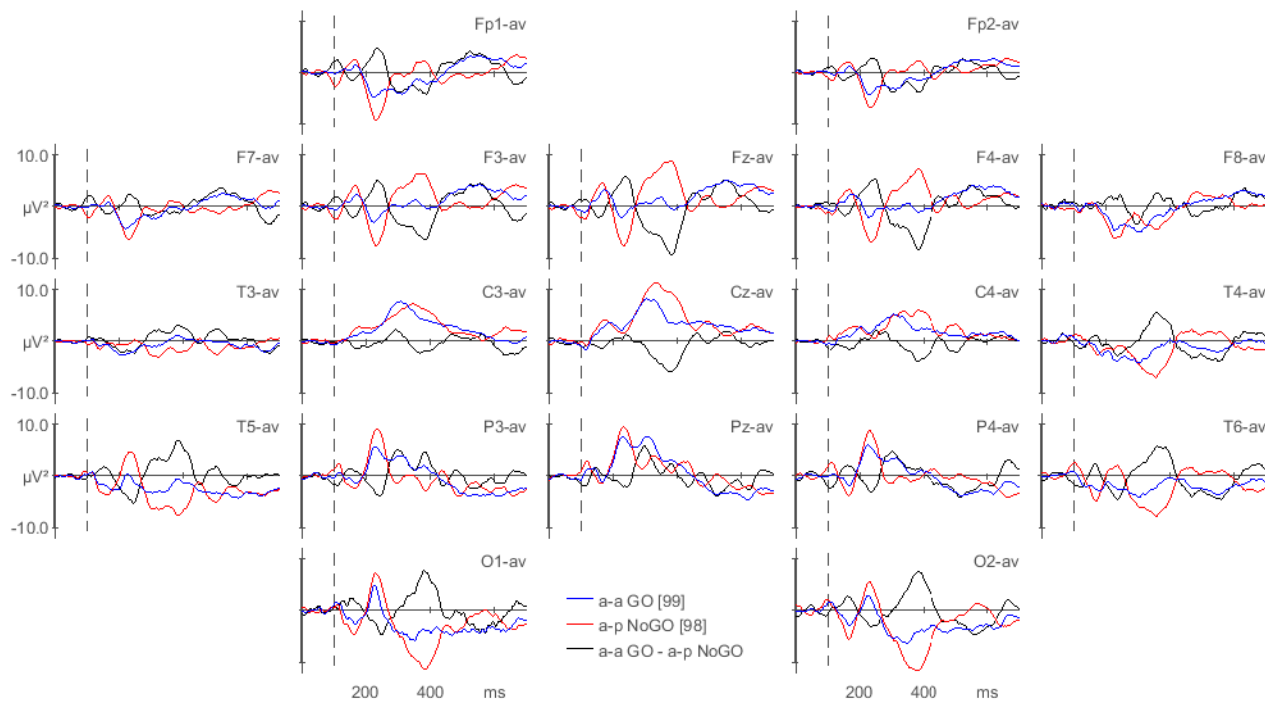 Fp1-av
Fp2-av
10.0
µV²
-10.0
F7-av
F3-av
Fz-av
F4-av
F8-av
10.0
µV²
-10.0
T3-av
C3-av
Cz-av
C4-av
T4-av
10.0
µV²
-10.0
T5-av
P3-av
Pz-av
P4-av
T6-av
O1-av
O2-av
a-a GO [99]
a-p NoGO [98]
a-a GO - a-p NoGO
200 400 ms
200 400 ms